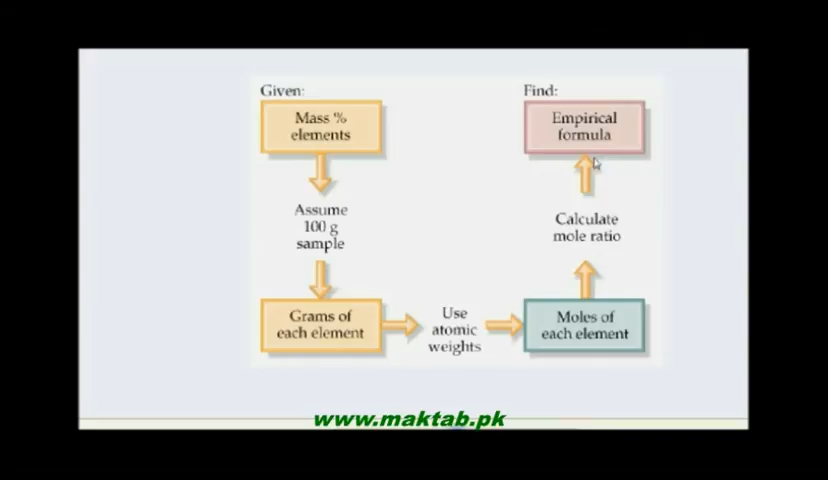 Given:
Mass %
elements
Assume
100 g
sample
Grams of
each element
Use
atomic
weights
Moles of
each element
Calculate
mole ratio
Find:
Empirical
formula
www.maktab.pk